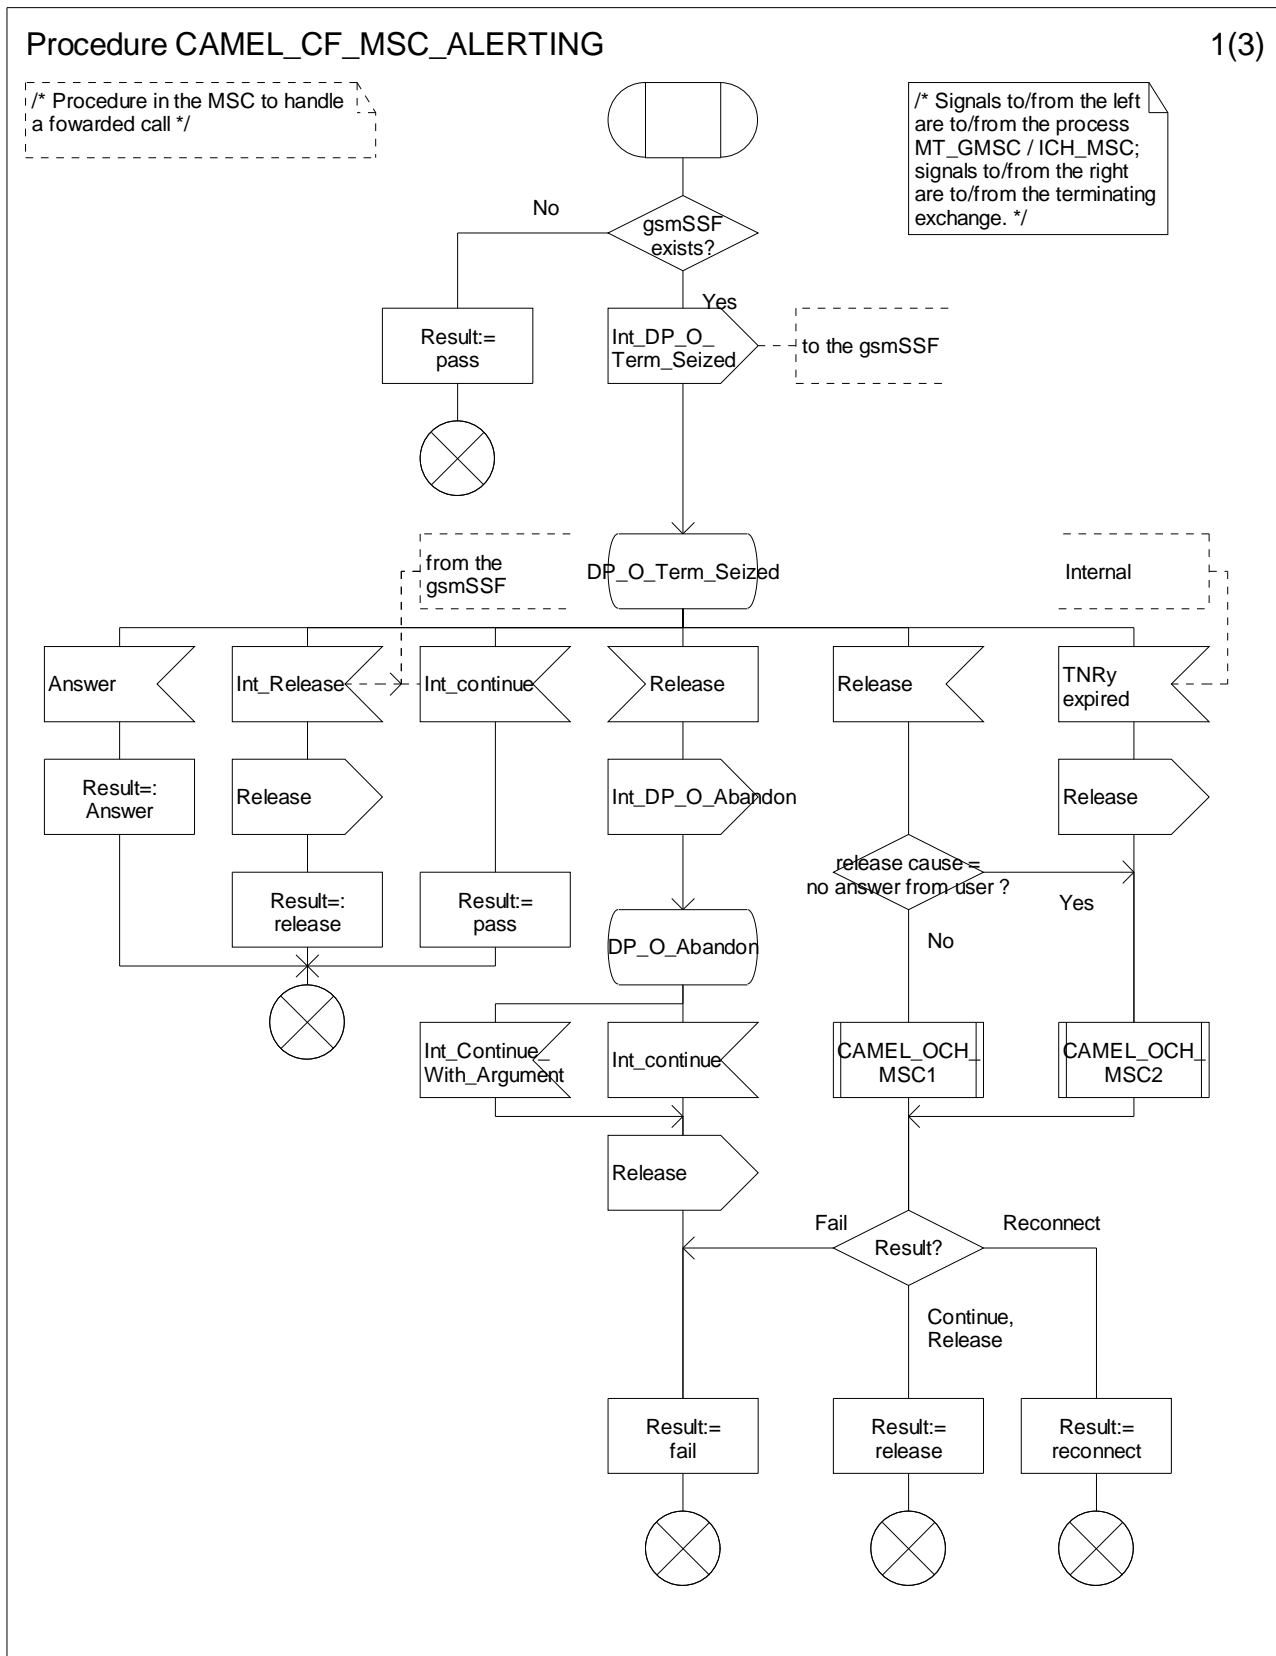 Procedure CAMEL_CF_MSC_ALERTING
1(3)
/* Procedure in the MSC to handle
a fowarded call */
/* Signals to/from the left
are to/from the process
MT_GMSC / ICH_MSC;
signals to/from the right
are to/from the terminating
exchange. */
No
gsmSSF
exists?
Yes
Result:=
pass
Int_DP_O_
Term_Seized
to the gsmSSF
from the
gsmSSF
DP_O_Term_Seized
Internal
Answer
Int_Release
Int_continue
Release
Release
TNRy
expired
Result=:
Answer
Release
Int_DP_O_Abandon
Release
release cause =
no answer from user ?
Yes
No
Result=:
release
Result:=
pass
DP_O_Abandon
Int_Continue_
With_Argument
Int_continue
CAMEL_OCH_
MSC1
CAMEL_OCH_
MSC2
Release
Fail
Result?
Reconnect
Continue,
Release
Result:=
fail
Result:=
release
Result:=
reconnect